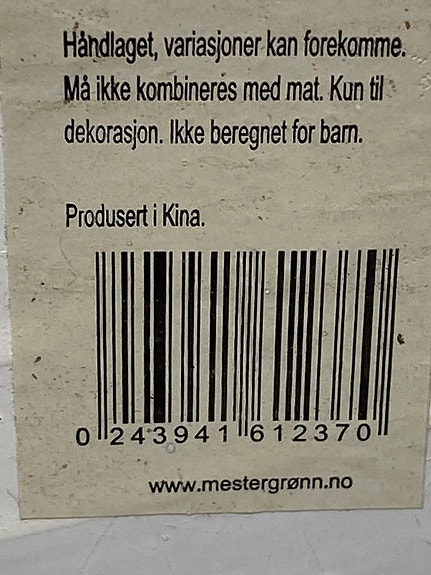 Håndlaget, variasjoner kan forekomme.
Må ikke kombineres med mat. Kun til
dekorasjon. Ikke beregnet for barn.
Produsert i Kina.
0 243941 612370
www.mestergrønn.no